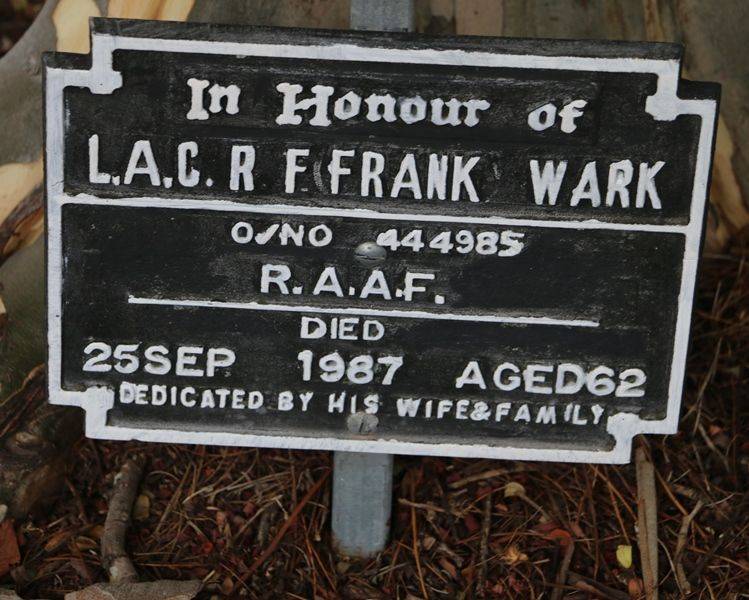 In Honour of
L.A.C. R F (FRANK WARK
O/NO 444985
R.A.A.F.
DIED
25SEP 1987 AGED62
DEDICATED BY HIS WIFE&FAMILY